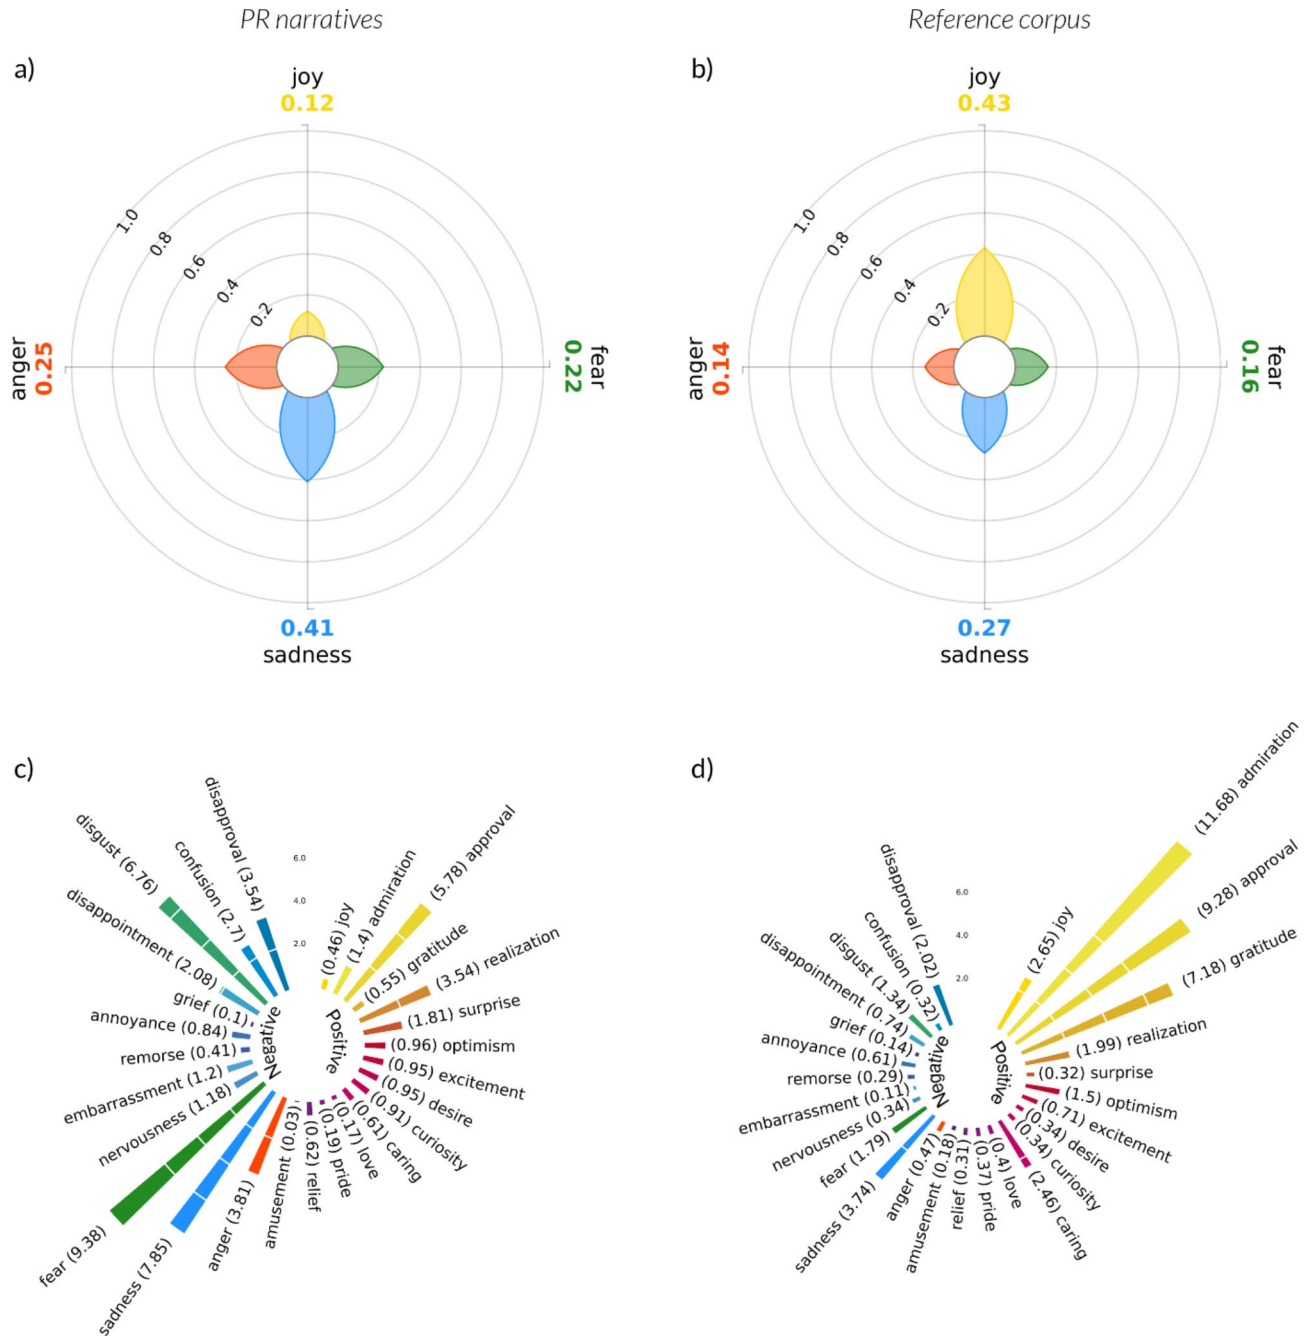 PR narratives
Reference corpus
a)
joy
0.12
1.0
0.8
0.6
0.4
0.2
anger
0.25
fear
0.22
0.41
sadness
b)
joy
0.43
1.0
0.8
0.6
0.4
0.2
anger
0.14
fear
0.16
0.27
sadness
c)
6.0
4.0
2.0
Positive
(0.46) joy
(1.4) admiration
(5.78) approval
(0.55) gratitude
(3.54) realization
(1.81) surprise
(0.96) optimism
(0.95) excitement
(0.95) desire
(0.91) curiosity
(0.61) caring
(0.17) love
(0.19) pride
(0.62) relief
amusement (0.03)
anger (3.81)
sadness (7.85)
fear (9.38)
nervousness (1.18)
embarrassment (1.2)
remorse (0.41)
annoyance (0.84)
grief (0.1)
disappointment (2.08)
disgust (6.76)
confusion (2.7)
disapproval (3.54)
Negative
d)
6.0
4.0
2.0
Positive
(2.65) joy
(11.68) admiration
(9.28) approval
(7.18) gratitude
(1.99) realization
(0.32) surprise
(1.5) optimism
(0.71) excitement
(0.34) desire
(0.34) curiosity
(2.46) caring
(0.4) love
(0.37) pride
relief (0.31)
amusement (0.18)
anger (0.47)
sadness (3.74)
fear (1.79)
nervousness (0.34)
embarrassment (0.11)
remorse (0.29)
annoyance (0.61)
grief (0.14)
disappointment (0.74)
disgust (1.34)
confusion (0.32)
disapproval (2.02)
Negative